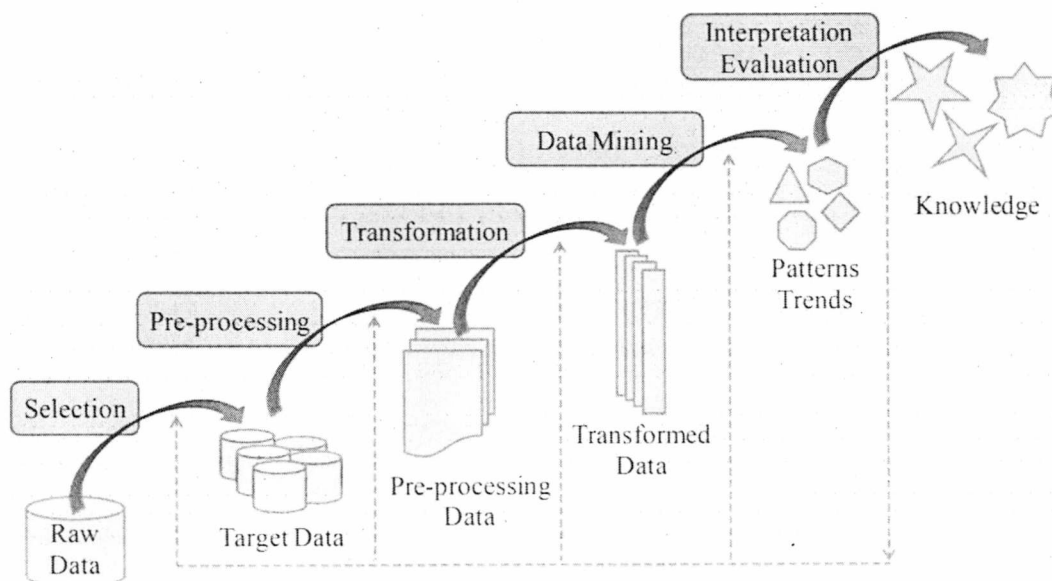 Interpretation
Evaluation
Data Mining
Knowledge
Transformation
Patterns
Trends
Pre-processing
Selection
Transformed
Data
Pre-processing
Data
Target Data
Raw
Data